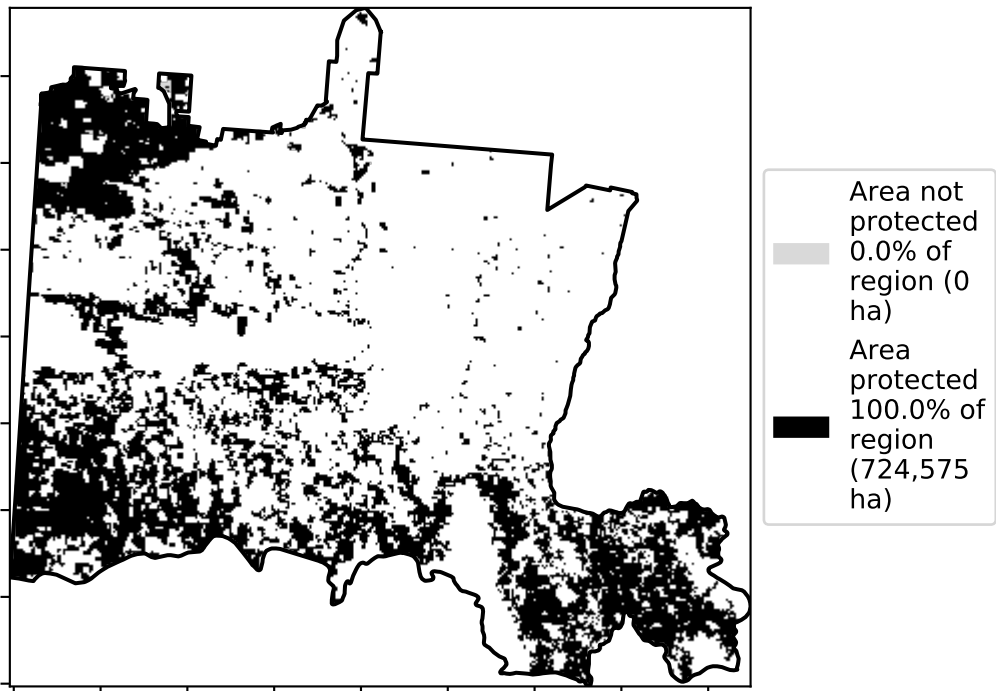 Area not
protected
0.0% of
region (0
ha)
Area
protected
100.0% of
region
(724,575
ha)